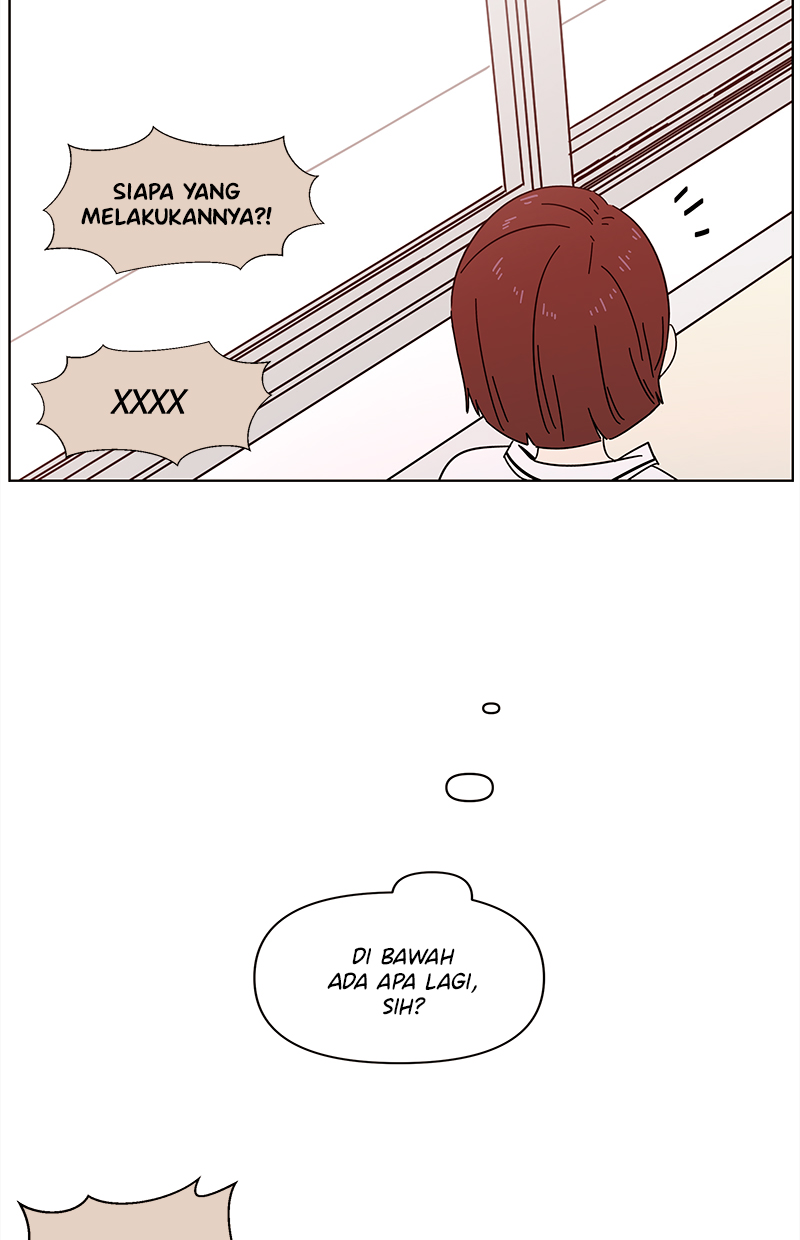 SIAPA YANG
MELAKUKANNYA?!
XXXX
DI BAWAH
ADA APA LAGI,
SIH?